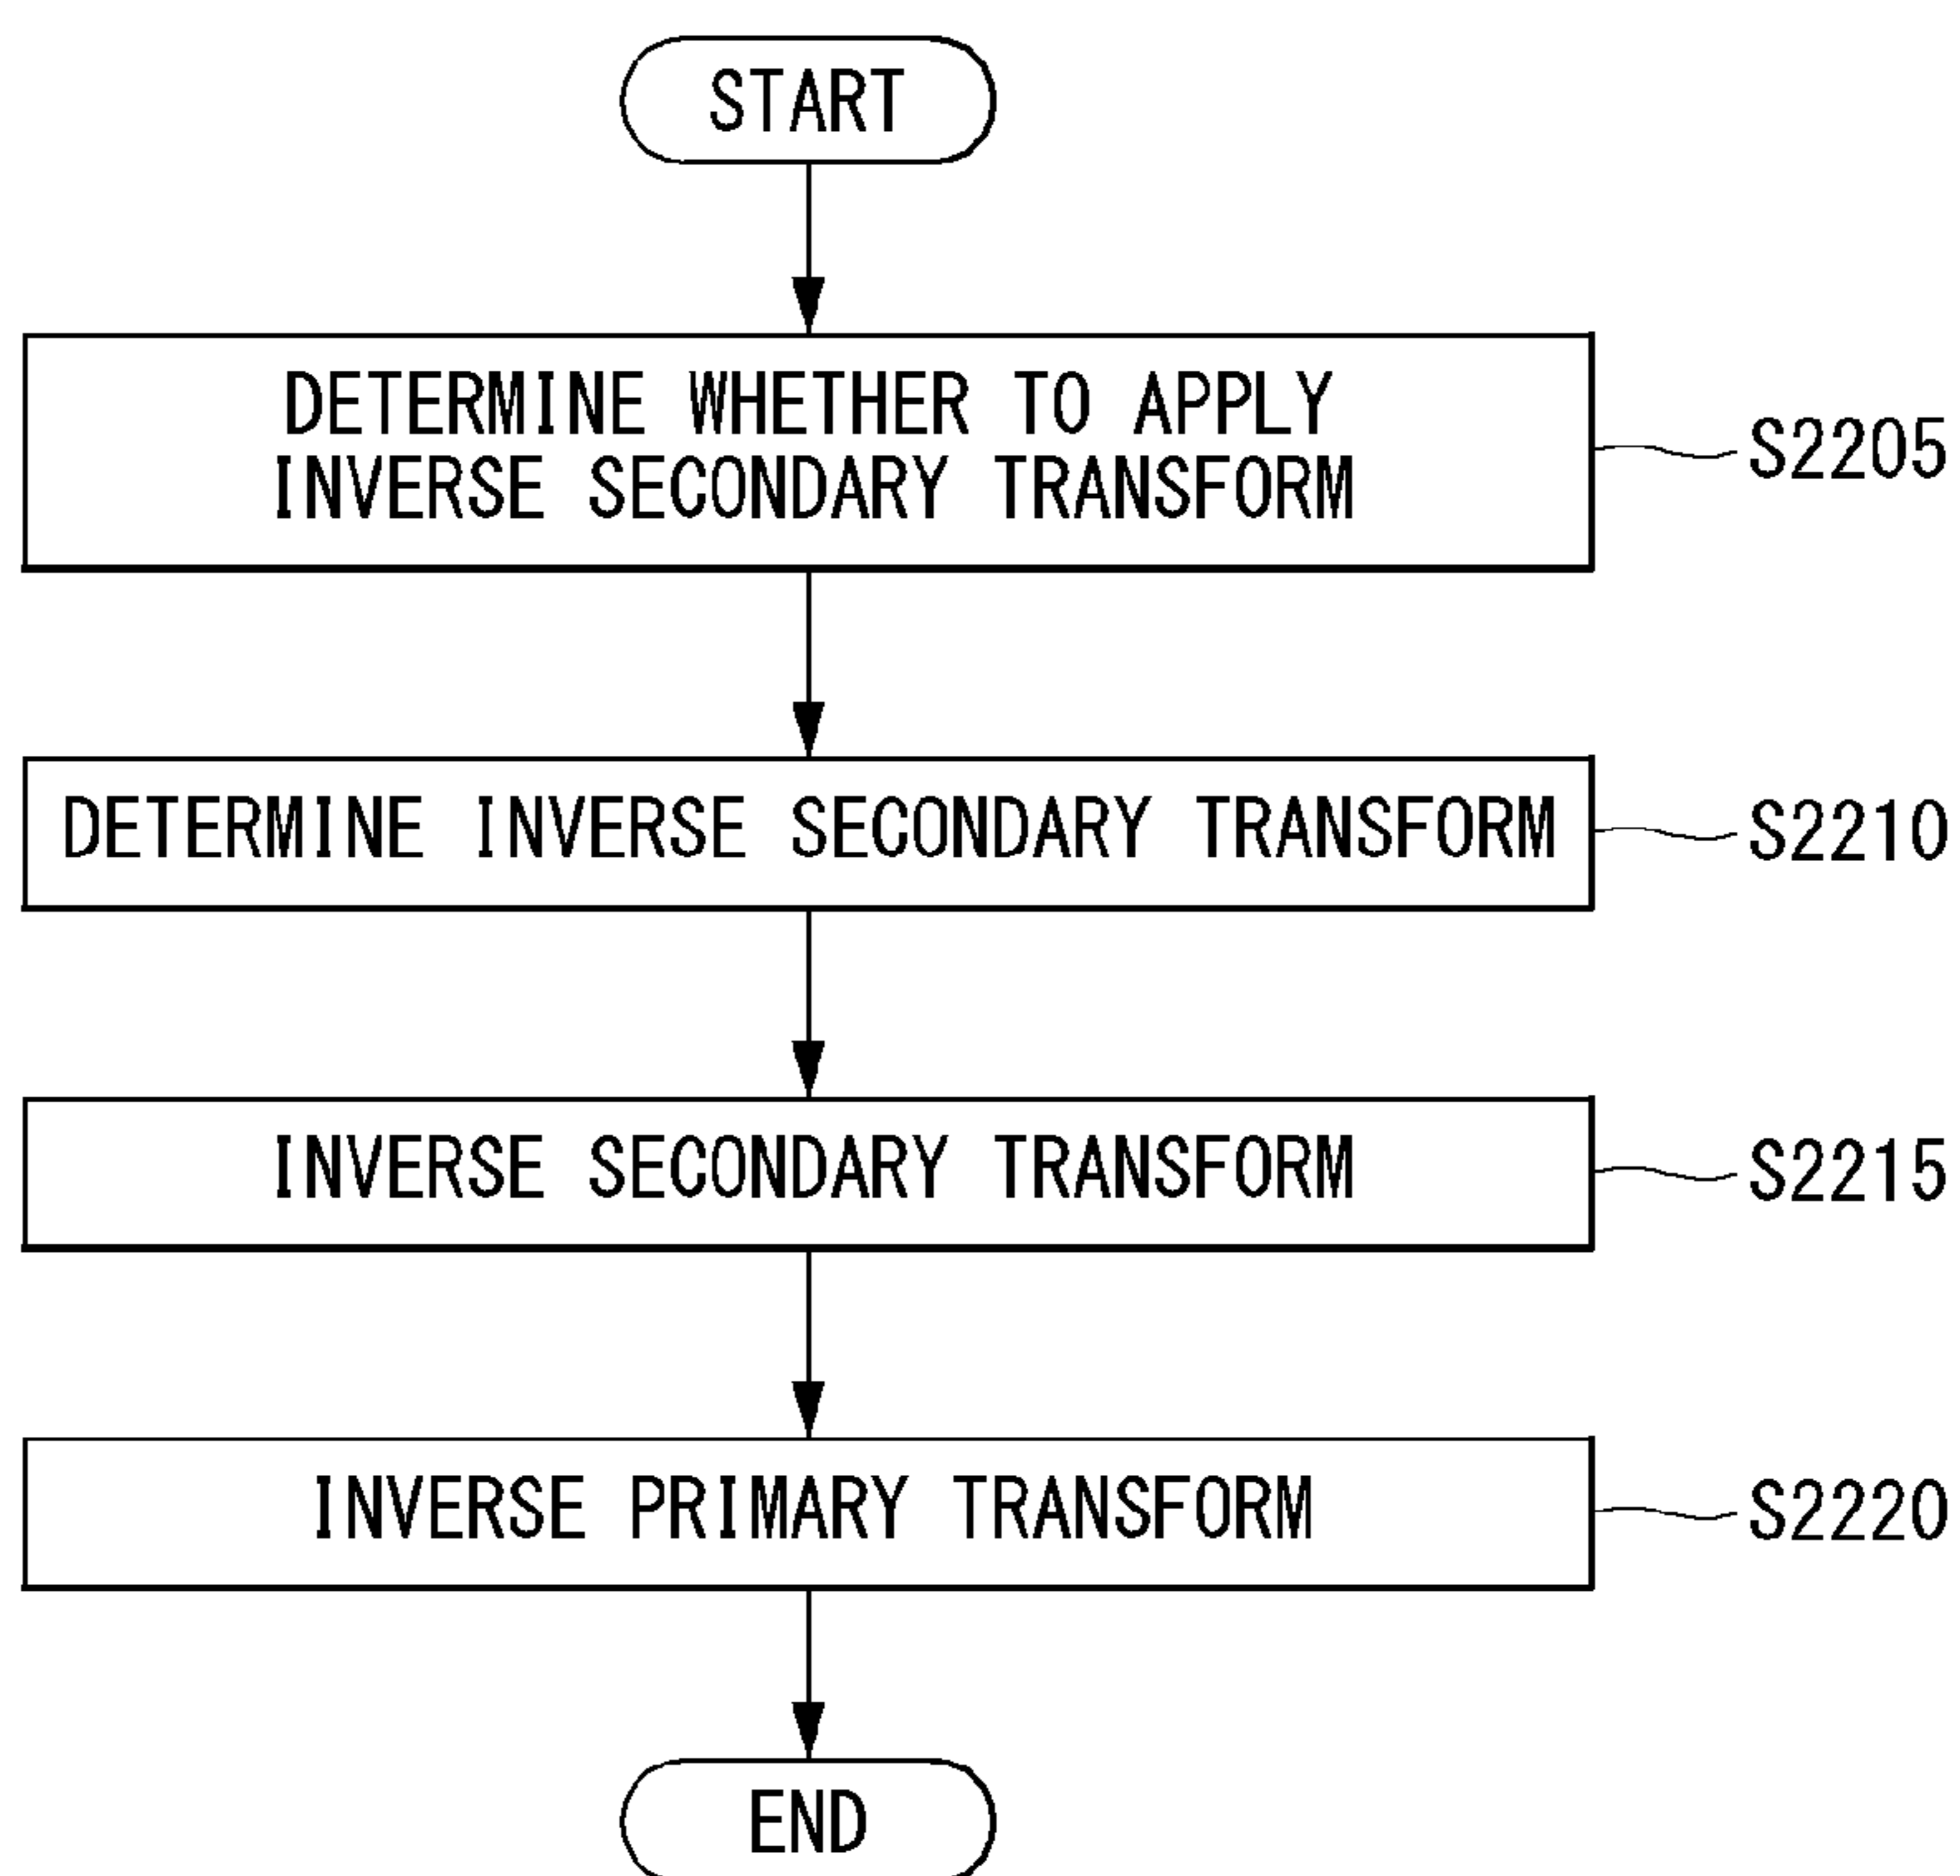 START
DETERMINE WHETHER TO APPLY
INVERSE SECONDARY TRANSFORM
S2205
DETERMINE INVERSE SECONDARY TRANSFORM
S2210
INVERSE SECONDARY TRANSFORM
S2215
INVERSE PRIMARY TRANSFORM
S2220
END